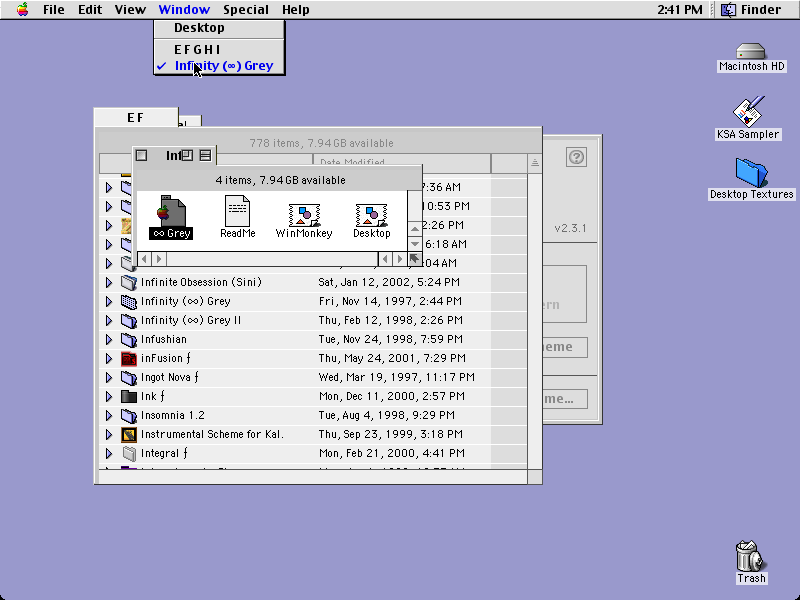 File Edit View Window Special Help 2:41 PM Finder
Desktop
E F G H I
✓ Infinity (∞) Grey
Macintosh HD
KSA Sampler
Desktop Textures
Trash
E F
778 items, 7.94 GB available
Date Modified
v2.3.1
4 items, 7.94 GB available
∞ Grey
ReadMe
WinMonkey
Desktop
7:36 AM
10:53 PM
2:26 PM
6:18 AM
:04 AM
Infinite Obsession (Sini) Sat, Jan 12, 2002, 5:24 PM
Infinity (∞) Grey Fri, Nov 14, 1997, 2:44 PM
Infinity (∞) Grey II Thu, Feb 12, 1998, 2:26 PM
Infushian Tue, Nov 24, 1998, 7:59 PM
inFusion ƒ Thu, May 24, 2001, 7:29 PM
Ingot Nova ƒ Wed, Mar 19, 1997, 11:17 PM
Ink ƒ Mon, Dec 11, 2000, 2:57 PM
Insomnia 1.2 Tue, Aug 4, 1998, 9:29 PM
Instrumental Scheme for Kal. Thu, Sep 23, 1999, 3:18 PM
Integral ƒ Mon, Feb 21, 2000, 4:41 PM